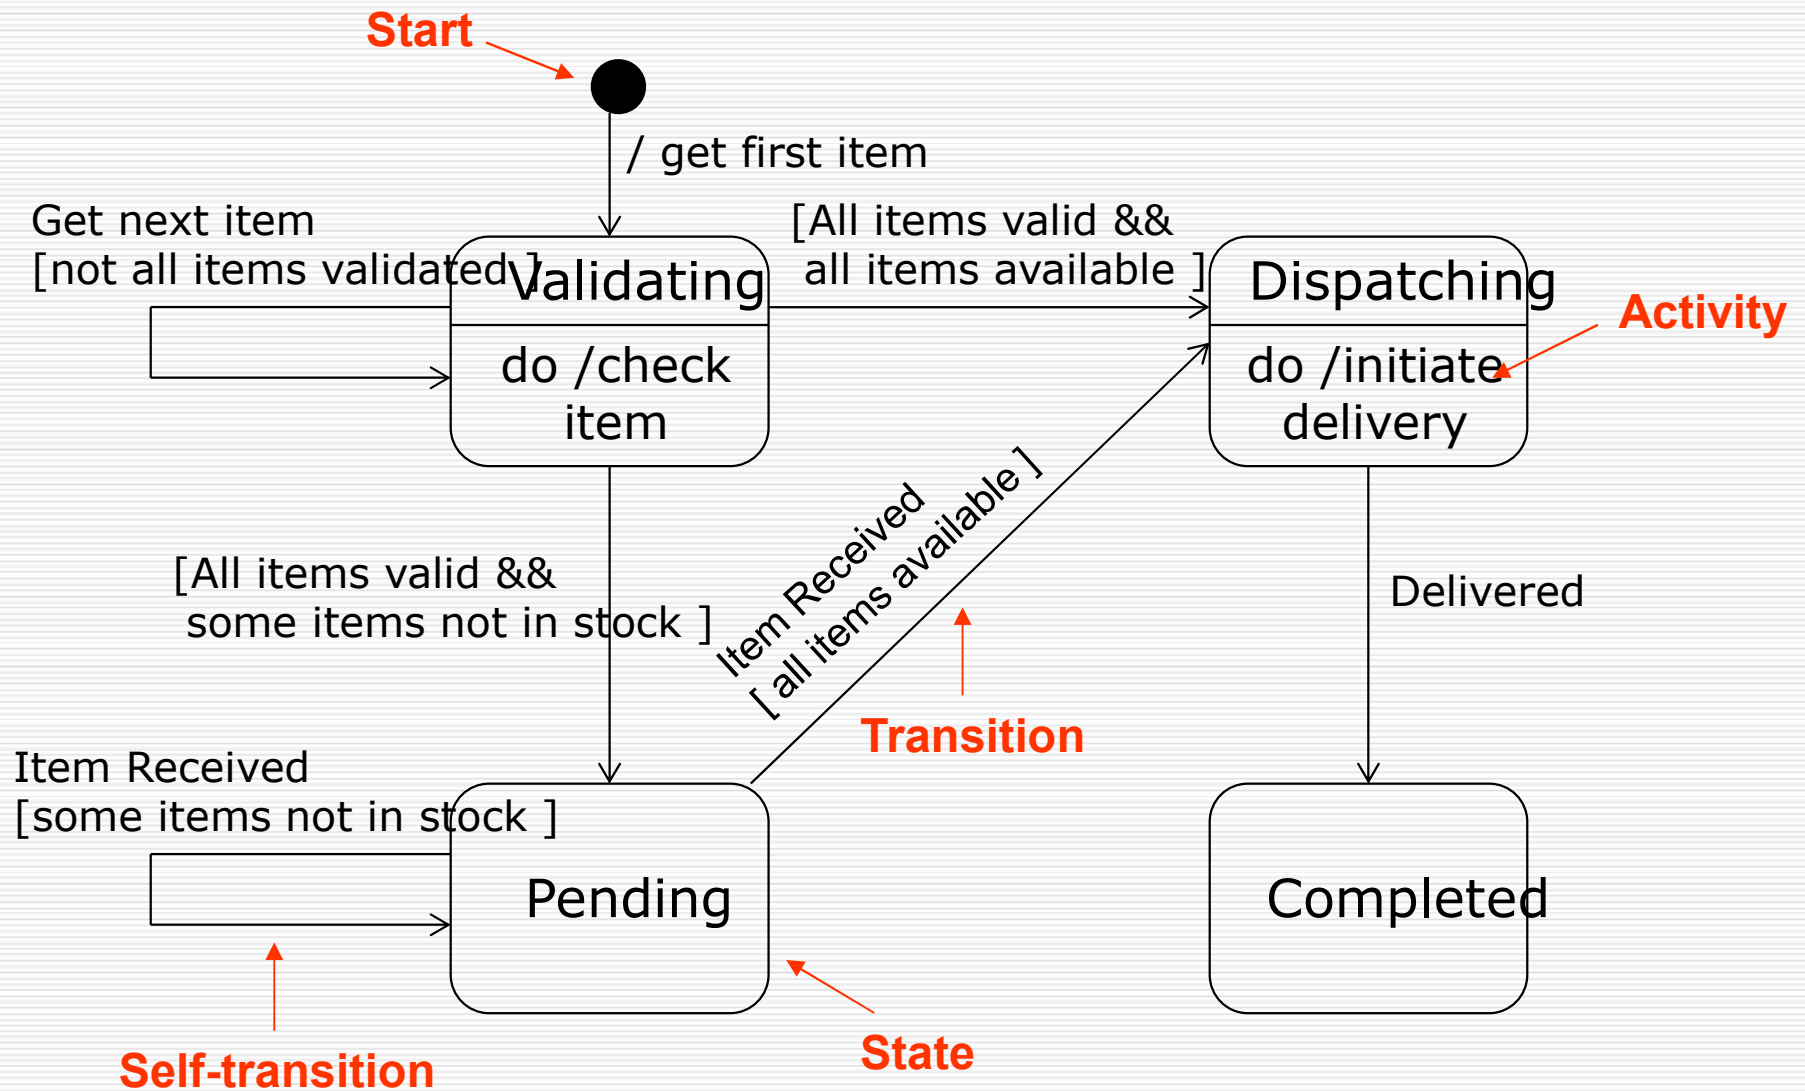 Start
/ get first item
Get next item
[not all items validated ]
[All items valid &&
all items available ]
Validating
do /check
item
Dispatching
do /initiate
delivery
Activity
[All items valid &&
some items not in stock ]
Item Received
[ all items available ]
Transition
Delivered
Item Received
[some items not in stock ]
Pending
Completed
Self-transition
State